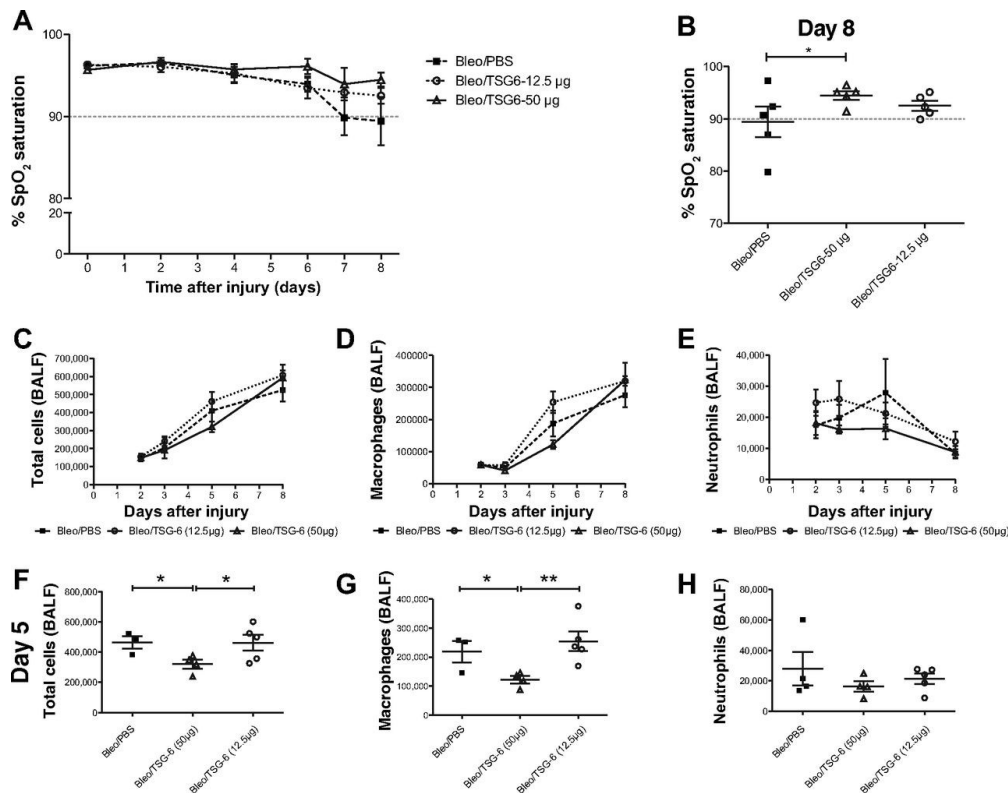 A
% SpO2 saturation
100
90
80
20
0
0 1 2 3 4 5 6 7 8
Time after injury (days)
Bleo/PBS
Bleo/TSG6-12.5 µg
Bleo/TSG6-50 µg
B
Day 8
*
% SpO2 saturation
100
90
80
70
Bleo/PBS
Bleo/TSG6-50 µg
Bleo/TSG6-12.5 µg
C
Total cells (BALF)
700,000
600,000
500,000
400,000
300,000
200,000
100,000
0
0 1 2 3 4 5 6 7 8
Days after injury
Bleo/PBS Bleo/TSG-6 (12.5µg) Bleo/TSG-6 (50µg)
D
Macrophages (BALF)
400000
300000
200000
100000
0
0 1 2 3 4 5 6 7 8
Days after injury
Bleo/PBS Bleo/TSG-6 (12.5µg) Bleo/TSG-6 (50µg)
E
Neutrophils (BALF)
40,000
30,000
20,000
10,000
0
0 1 2 3 4 5 6 7 8
Days after injury
Bleo/PBS Bleo/TSG-6 (12.5µg) Bleo/TSG-6 (50µg)
Day 5
F
* *
Total cells (BALF)
800,000
600,000
400,000
200,000
0
Bleo/PBS
Bleo/TSG-6 (50µg)
Bleo/TSG-6 (12.5µg)
G
* **
Macrophages (BALF)
400,000
300,000
200,000
100,000
0
Bleo/PBS
Bleo/TSG-6 (50µg)
Bleo/TSG-6 (12.5µg)
H
Neutrophils (BALF)
80,000
60,000
40,000
20,000
0
Bleo/PBS
Bleo/TSG-6 (50µg)
Bleo/TSG-6 (12.5µg)